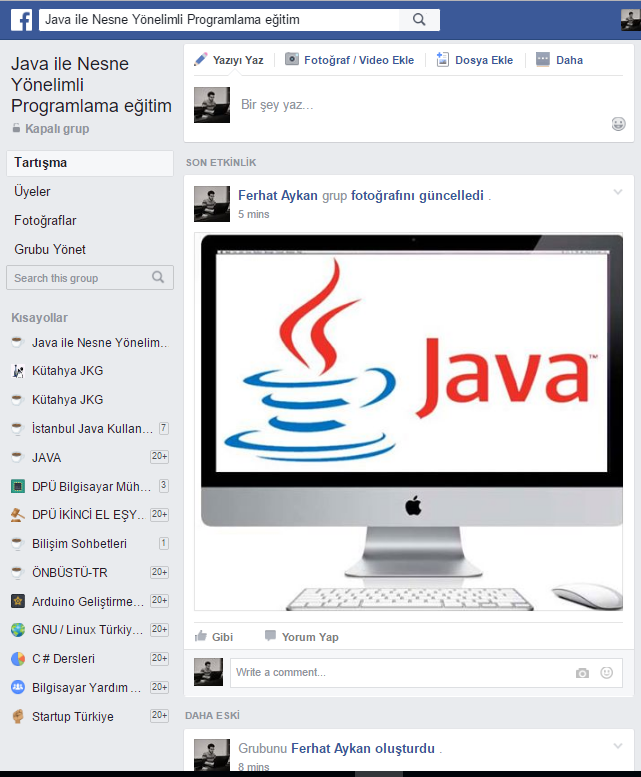 Java ile Nesne Yönelimli Programlama eğitim
Java ile Nesne
Yönelimli
Programlama eğitim
Kapalı grup
Tartışma
Üyeler
Fotoğraflar
Grubu Yönet
Search this group
Kısayollar
Java ile Nesne Yönelim...
Kütahya JKG
Kütahya JKG
İstanbul Java Kullan... 7
JAVA 20+
DPÜ Bilgisayar Müh... 3
DPÜ İKİNCİ EL EŞY... 20+
Bilişim Sohbetleri 1
ÖNBÜSTÜ-TR 20+
Arduino Geliştirme... 20+
GNU / Linux Türkiy... 20+
C # Dersleri 20+
Bilgisayar Yardım ... 20+
Startup Türkiye 20+
Yazıyı Yaz Fotoğraf / Video Ekle Dosya Ekle Daha
Bir şey yaz...
SON ETKİNLİK
Ferhat Aykan grup fotoğrafını güncelledi .
5 mins
Java™
Gibi Yorum Yap
Write a comment...
DAHA ESKİ
Grubunu Ferhat Aykan oluşturdu .
8 mins